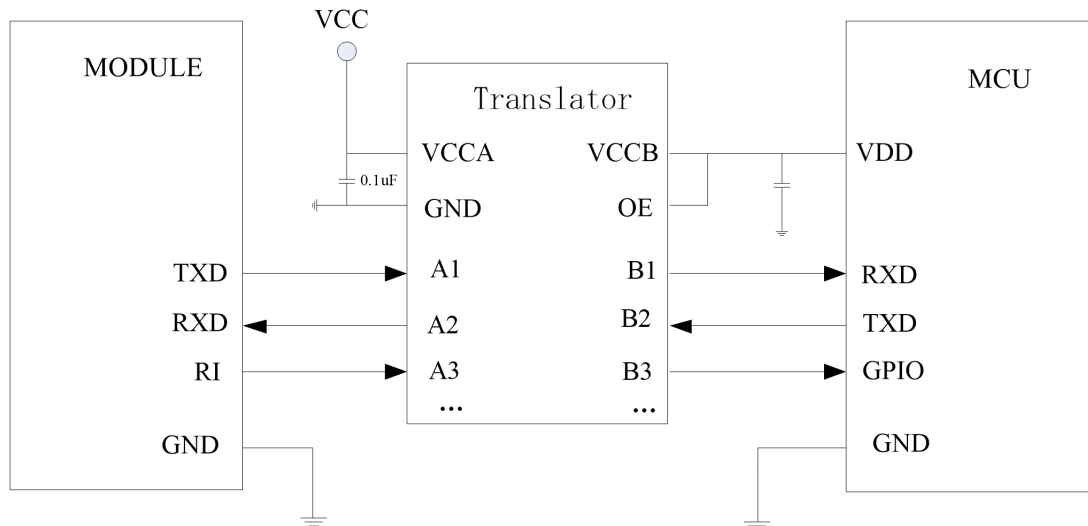 VCC
MODULE
MCU
Translator
VCCA
VCCB
VDD
0.1uF
GND
OE
TXD
A1
B1
RXD
RXD
A2
B2
TXD
RI
A3
B3
GPIO
...
...
GND
GND